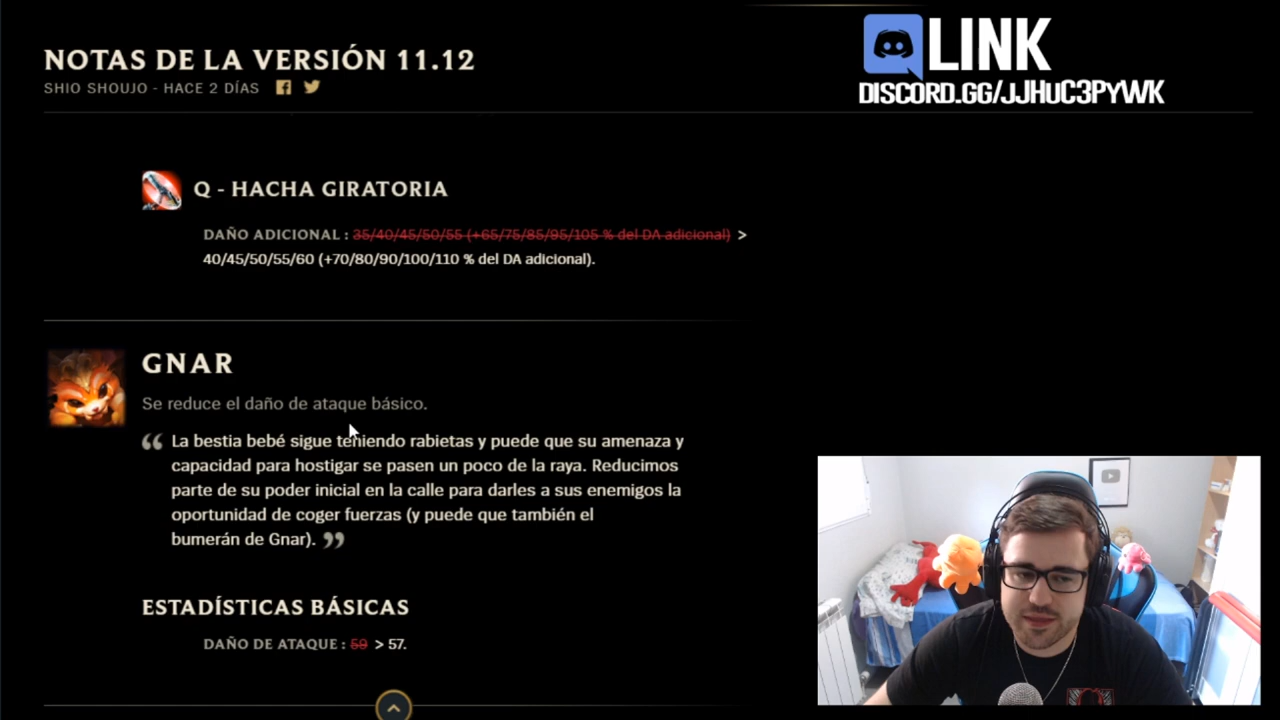 NOTAS DE LA VERSIÓN 11.12
SHIO SHOUJO - HACE 2 DÍAS
LINK
DISCORD.GG/JJHUC3PYWK
Q - HACHA GIRATORIA
DAÑO ADICIONAL : 35/40/45/50/55 (+65/75/85/95/105 % del DA adicional) >
40/45/50/55/60 (+70/80/90/100/110 % del DA adicional).
GNAR
Se reduce el daño de ataque básico.
“ La bestia bebé sigue teniendo rabietas y puede que su amenaza y
capacidad para hostigar se pasen un poco de la raya. Reducimos
parte de su poder inicial en la calle para darles a sus enemigos la
oportunidad de coger fuerzas (y puede que también el
bumerán de Gnar). ”
ESTADÍSTICAS BÁSICAS
DAÑO DE ATAQUE : 59 > 57.